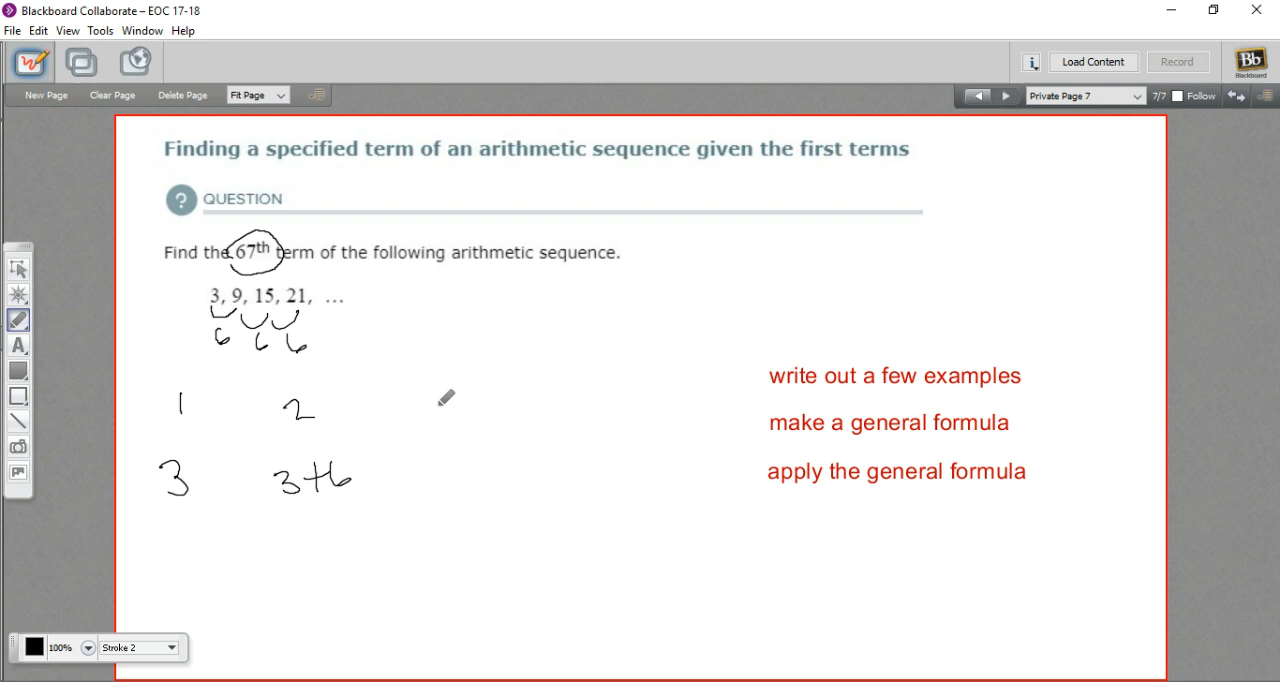 Blackboard Collaborate – EOC 17-18
File Edit View Tools Window Help
Load Content Record Bb Blackboard
New Page Clear Page Delete Page Fit Page Private Page 7 7/7 Follow
Finding a specified term of an arithmetic sequence given the first terms
? QUESTION
Find the 67th term of the following arithmetic sequence.
3, 9, 15, 21, ...
6 6 6
1 2
3 3+6
write out a few examples
make a general formula
apply the general formula
A
100% Stroke 2